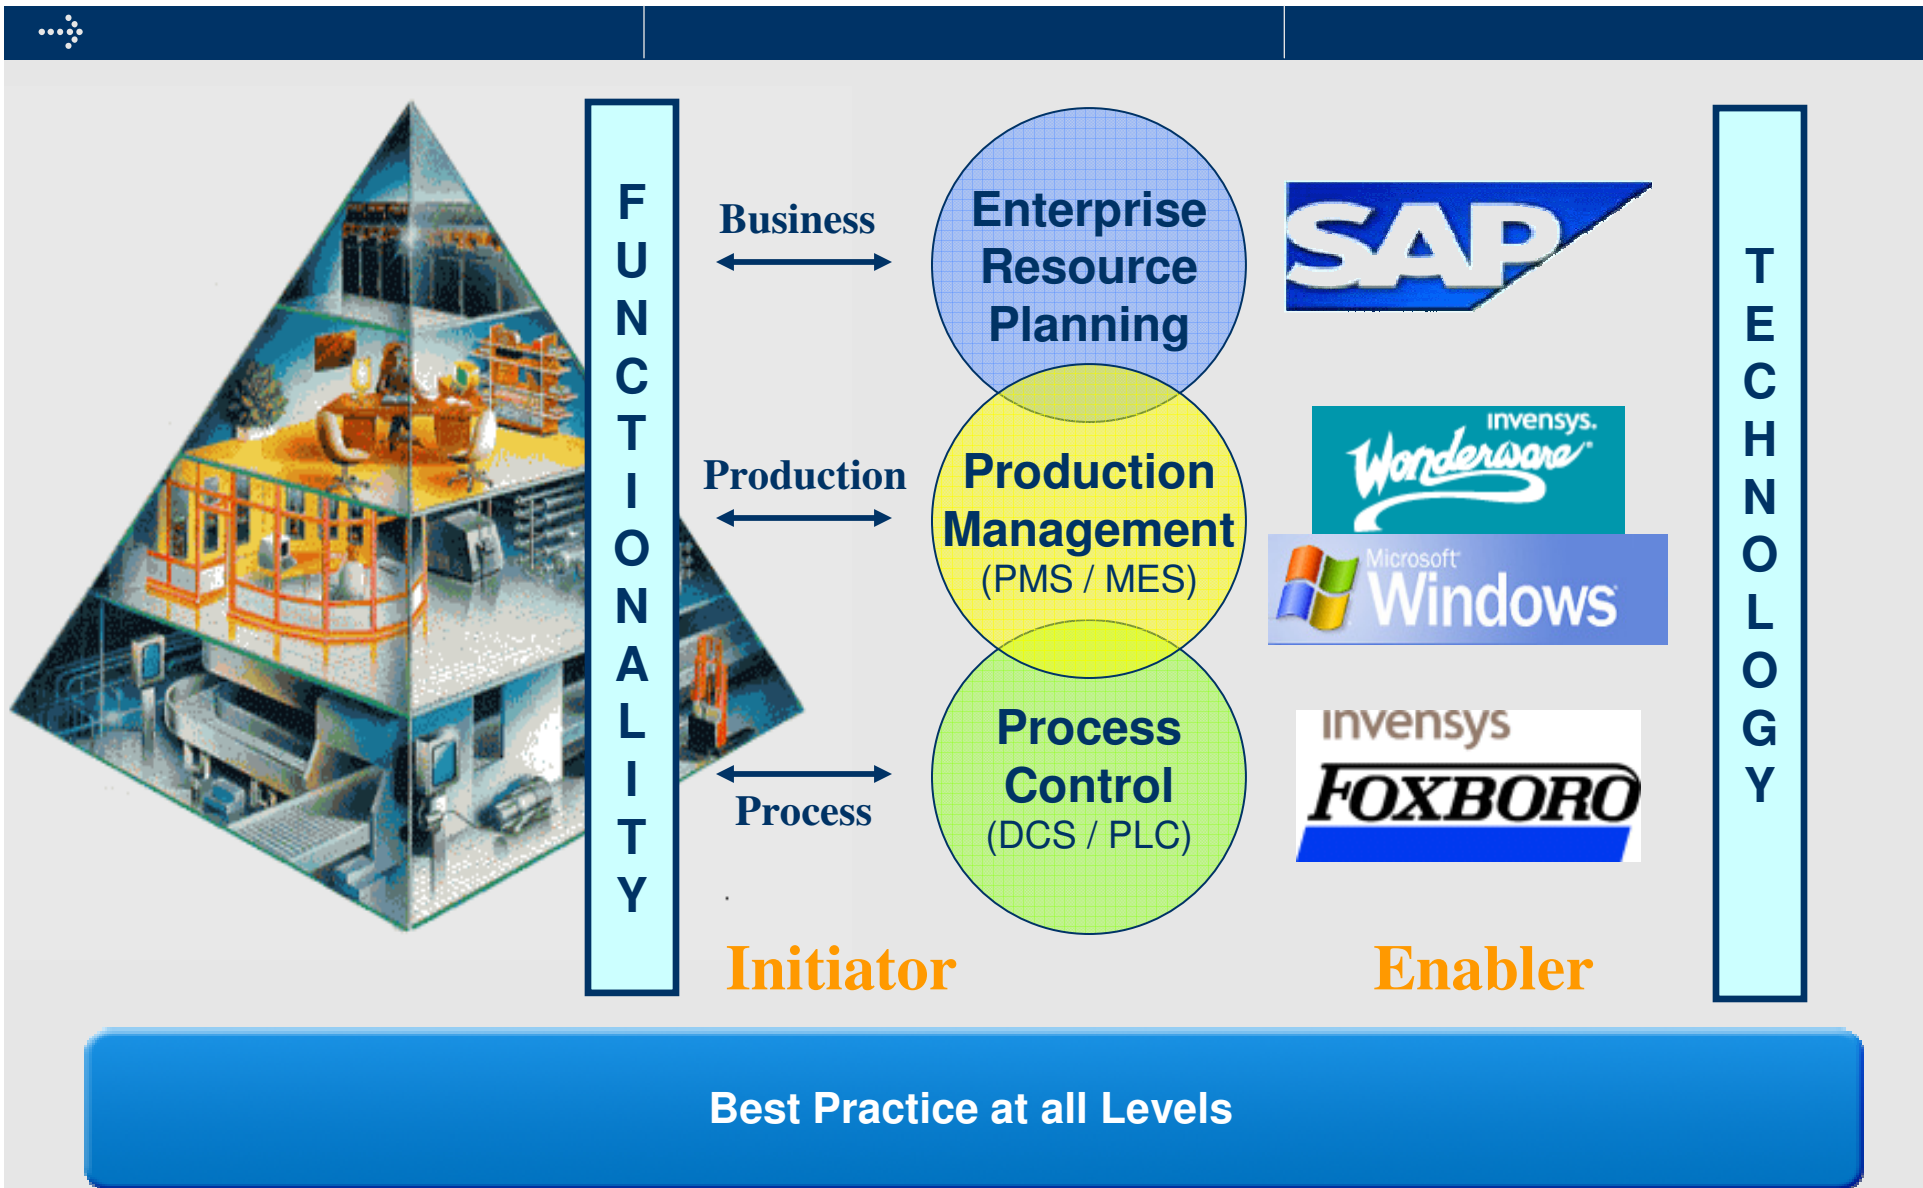 FUNCTIONALITY
Business
Enterprise
Resource
Planning
SAP
Production
Production
Management
(PMS / MES)
invensys.
Wonderware
Microsoft
Windows
Process
Process
Control
(DCS / PLC)
invensys
FOXBORO
TECHNOLOGY
Initiator
Enabler
Best Practice at all Levels